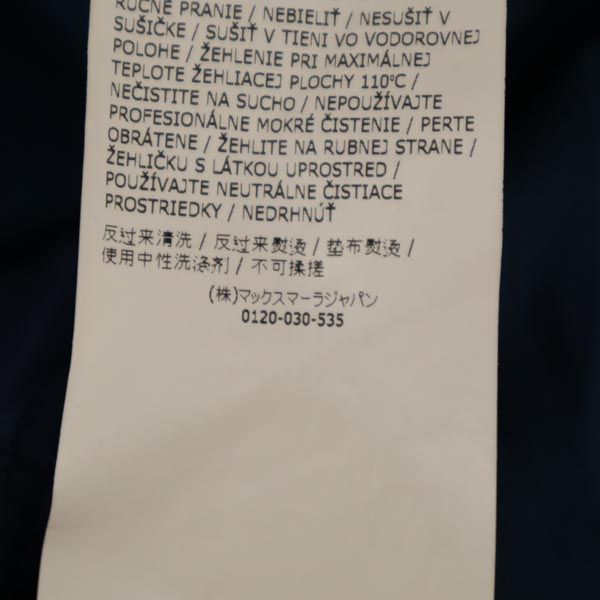 RUČNÉ PRANIE / NEBIELIŤ / NESUŠIŤ V
SUŠIČKE / SUŠIŤ V TIENI VO VODOROVNEJ
POLOHE / ŽEHLENIE PRI MAXIMÁLNEJ
TEPLOTE ŽEHLIACEJ PLOCHY 110°C /
NEČISTITE NA SUCHO / NEPOUŽÍVAJTE
PROFESIONÁLNE MOKRÉ ČISTENIE / PERTE
OBRÁTENE / ŽEHLITE NA RUBNEJ STRANE /
ŽEHLIČKU S LÁTKOU UPROSTRED /
POUŽÍVAJTE NEUTRÁLNE ČISTIACE
PROSTRIEDKY / NEDRHNÚŤ
反过来清洗 / 反过来熨烫 / 垫布熨烫 /
使用中性洗涤剂 / 不可揉搓
(株)マックスマーラジャパン
0120-030-535